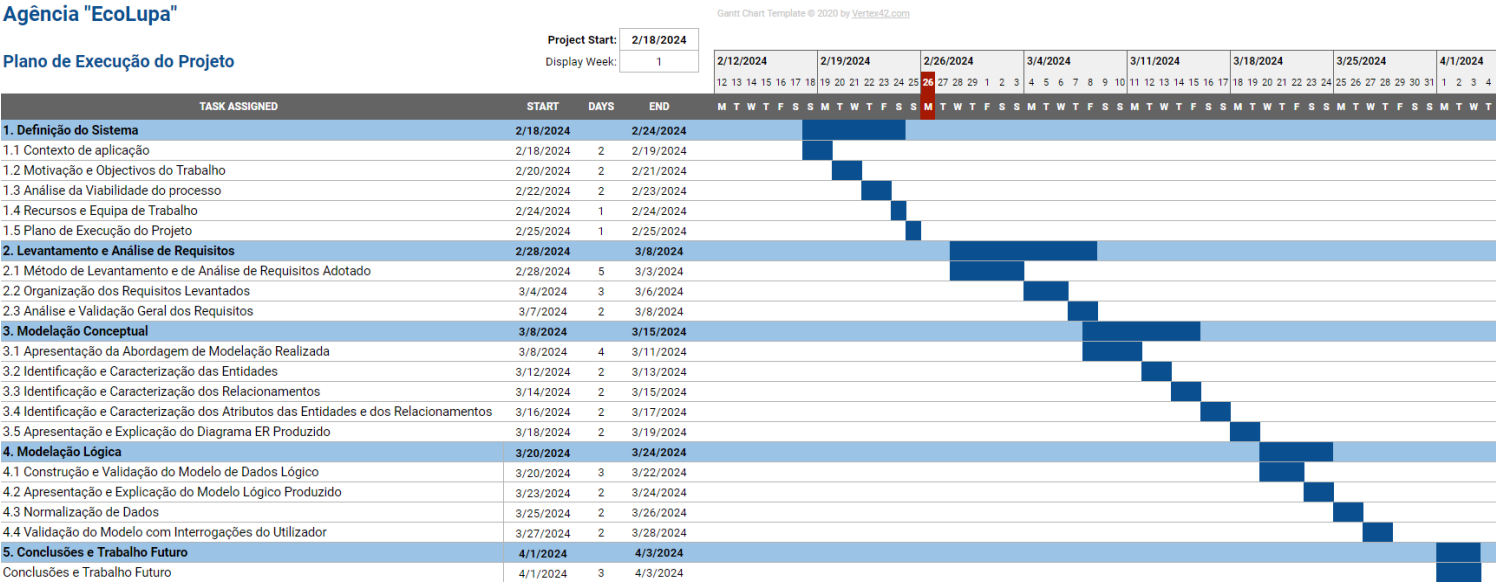 Agência "EcoLupa"
Gantt Chart Template © 2020 by Vertex42.com
Project Start: 2/18/2024
Plano de Execução do Projeto
Display Week: 1
2/12/2024 2/19/2024 2/26/2024 3/4/2024 3/11/2024 3/18/2024 3/25/2024 4/1/2024
12 13 14 15 16 17 18 19 20 21 22 23 24 25 26 27 28 29 1 2 3 4 5 6 7 8 9 10 11 12 13 14 15 16 17 18 19 20 21 22 23 24 25 26 27 28 29 30 31 1 2 3 4
TASK ASSIGNED START DAYS END M T W T F S S M T W T F S S M T W T F S S M T W T F S S M T W T F S S M T W T F S S M T W T F S S M T W T
1. Definição do Sistema 2/18/2024 2/24/2024
1.1 Contexto de aplicação 2/18/2024 2 2/19/2024
1.2 Motivação e Objectivos do Trabalho 2/20/2024 2 2/21/2024
1.3 Análise da Viabilidade do processo 2/22/2024 2 2/23/2024
1.4 Recursos e Equipa de Trabalho 2/24/2024 1 2/24/2024
1.5 Plano de Execução do Projeto 2/25/2024 1 2/25/2024
2. Levantamento e Análise de Requisitos 2/28/2024 3/8/2024
2.1 Método de Levantamento e de Análise de Requisitos Adotado 2/28/2024 5 3/3/2024
2.2 Organização dos Requisitos Levantados 3/4/2024 3 3/6/2024
2.3 Análise e Validação Geral dos Requisitos 3/7/2024 2 3/8/2024
3. Modelação Conceptual 3/8/2024 3/15/2024
3.1 Apresentação da Abordagem de Modelação Realizada 3/8/2024 4 3/11/2024
3.2 Identificação e Caracterização das Entidades 3/12/2024 2 3/13/2024
3.3 Identificação e Caracterização dos Relacionamentos 3/14/2024 2 3/15/2024
3.4 Identificação e Caracterização dos Atributos das Entidades e dos Relacionamentos 3/16/2024 2 3/17/2024
3.5 Apresentação e Explicação do Diagrama ER Produzido 3/18/2024 2 3/19/2024
4. Modelação Lógica 3/20/2024 3/24/2024
4.1 Construção e Validação do Modelo de Dados Lógico 3/20/2024 3 3/22/2024
4.2 Apresentação e Explicação do Modelo Lógico Produzido 3/23/2024 2 3/24/2024
4.3 Normalização de Dados 3/25/2024 2 3/26/2024
4.4 Validação do Modelo com Interrogações do Utilizador 3/27/2024 2 3/28/2024
5. Conclusões e Trabalho Futuro 4/1/2024 4/3/2024
Conclusões e Trabalho Futuro 4/1/2024 3 4/3/2024